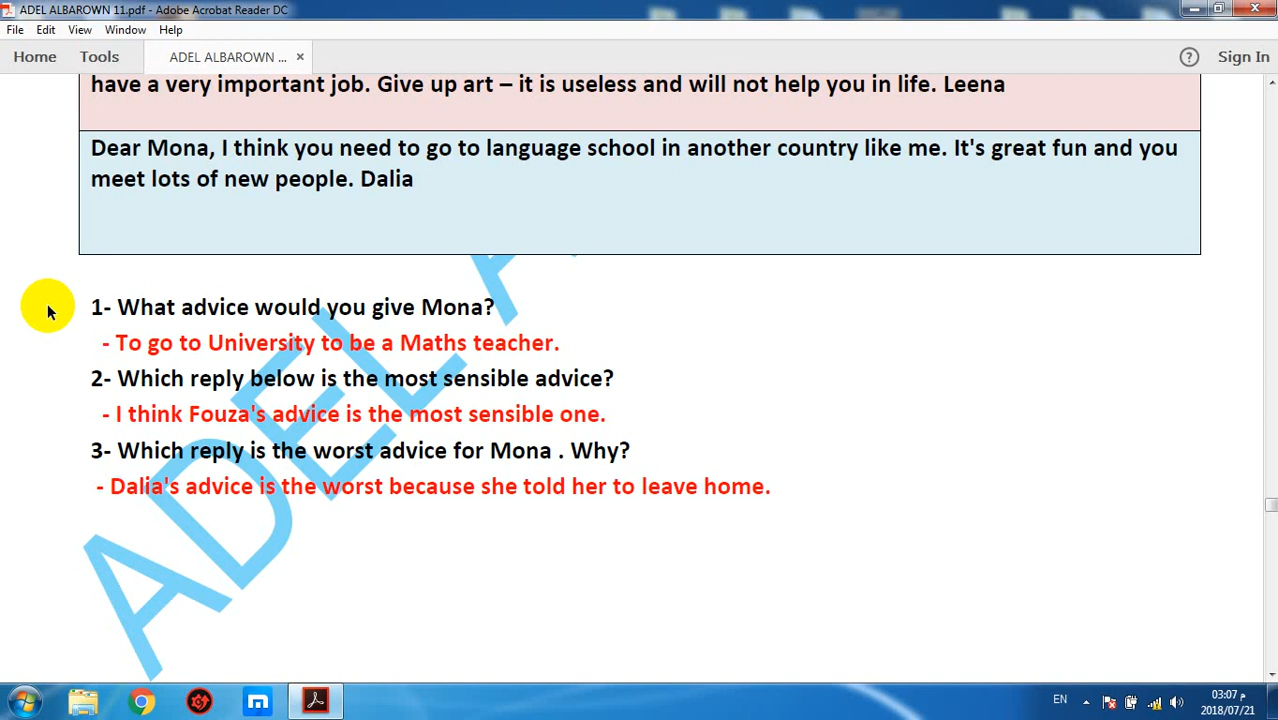 ADEL ALBAROWN 11.pdf - Adobe Acrobat Reader DC
File Edit View Window Help
Home Tools ADEL ALBAROWN ... × ? Sign In
have a very important job. Give up art – it is useless and will not help you in life. Leena
Dear Mona, I think you need to go to language school in another country like me. It's great fun and you
meet lots of new people. Dalia
1- What advice would you give Mona?
- To go to University to be a Maths teacher.
2- Which reply below is the most sensible advice?
- I think Fouza's advice is the most sensible one.
3- Which reply is the worst advice for Mona . Why?
- Dalia's advice is the worst because she told her to leave home.
ADEL A
EN
03:07 م
2018/07/21